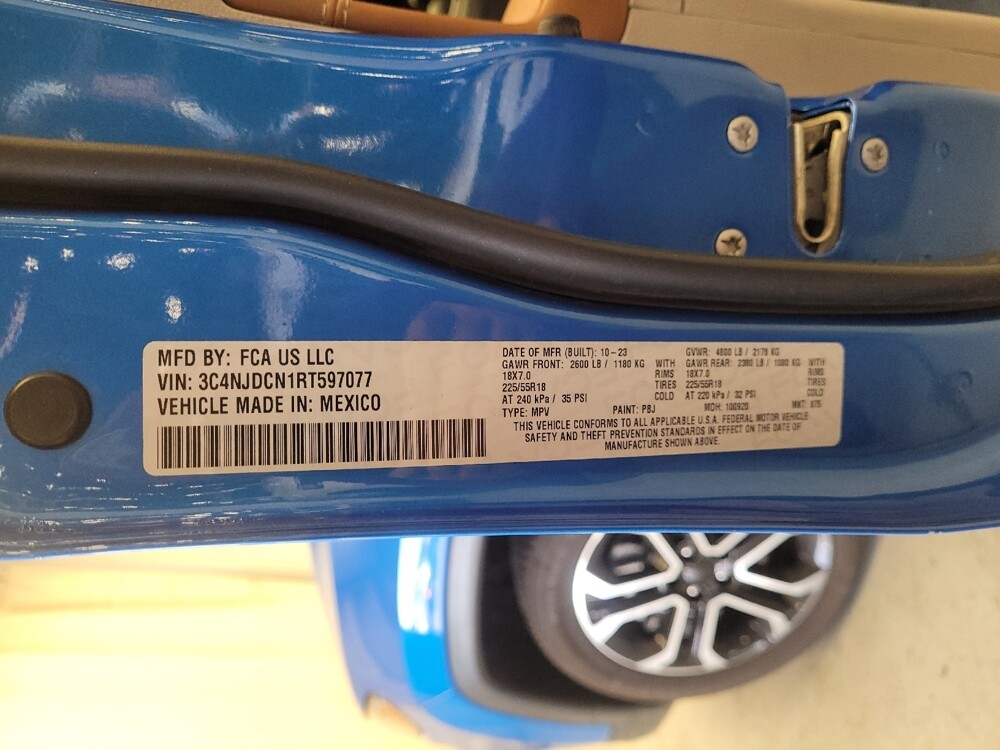 MFD BY: FCA US LLC
VIN: 3C4NJDCN1RT597077
VEHICLE MADE IN: MEXICO
DATE OF MFR (BUILT): 10-23 GVWR: 4800 LB / 2179 KG
GAWR FRONT: 2600 LB / 1180 KG WITH GAWR REAR: 2380 LB / 1080 KG WITH
18X7.0 RIMS 18X7.0 RIMS
225/55R18 TIRES 225/55R18 TIRES
AT 240 kPa / 35 PSI COLD AT 220 kPa / 32 PSI COLD
TYPE: MPV PAINT: PBJ MDH: 100920 MKT:
THIS VEHICLE CONFORMS TO ALL APPLICABLE U.S.A. FEDERAL MOTOR VEHICLE
SAFETY AND THEFT PREVENTION STANDARDS IN EFFECT ON THE DATE OF
MANUFACTURE SHOWN ABOVE.